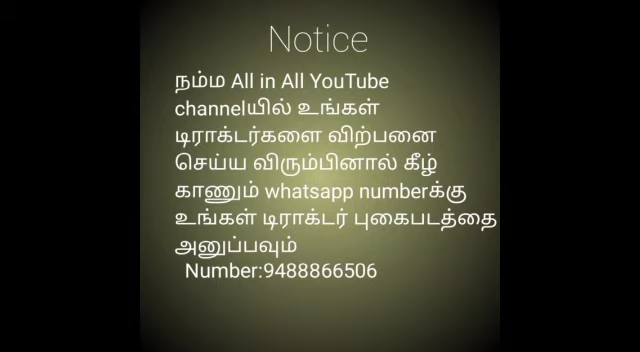 Notice
நம்ம All in All YouTube
channelயில் உங்கள்
டிராக்டர்களை விற்பனை
செய்ய விரும்பினால் கீழ்
காணும் whatsapp numberக்கு
உங்கள் டிராக்டர் புகைபடத்தை
அனுப்பவும்
Number:9488866506